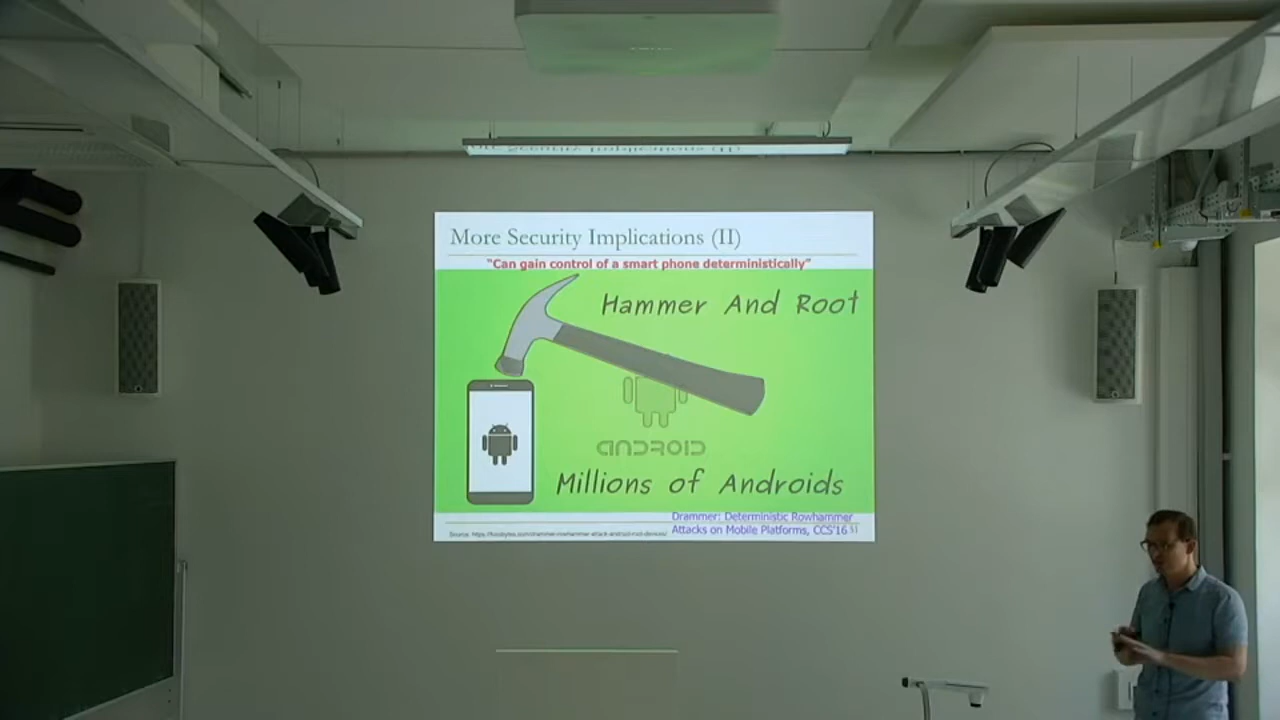 More Security Implications (II)
"Can gain control of a smart phone deterministically"
Hammer And Root
ANDROID
Millions of Androids
Drammer: Deterministic Rowhammer
Attacks on Mobile Platforms, CCS'16